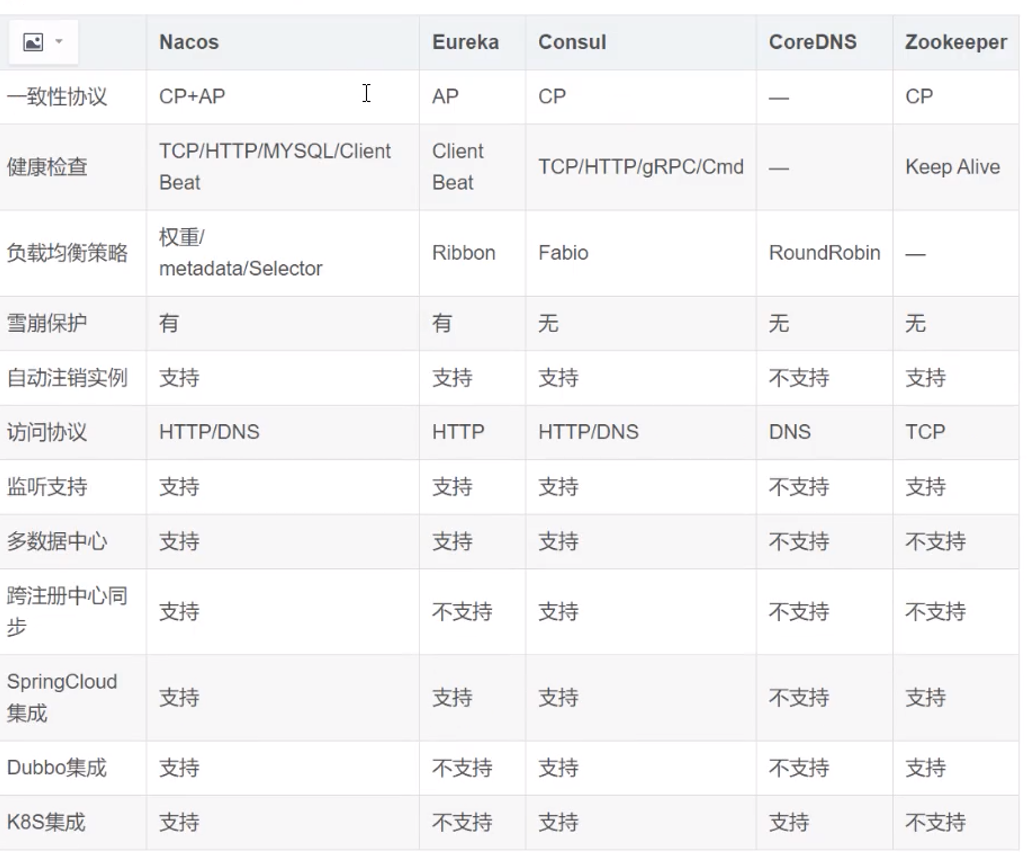 Nacos Eureka Consul CoreDNS Zookeeper
一致性协议 CP+AP AP CP — CP
健康检查 TCP/HTTP/MYSQL/Client Beat Client Beat TCP/HTTP/gRPC/Cmd — Keep Alive
负载均衡策略 权重/ metadata/Selector Ribbon Fabio RoundRobin —
雪崩保护 有 有 无 无 无
自动注销实例 支持 支持 支持 不支持 支持
访问协议 HTTP/DNS HTTP HTTP/DNS DNS TCP
监听支持 支持 支持 支持 不支持 支持
多数据中心 支持 支持 支持 不支持 不支持
跨注册中心同步 支持 不支持 支持 不支持 不支持
SpringCloud集成 支持 支持 支持 不支持 支持
Dubbo集成 支持 不支持 支持 不支持 支持
K8S集成 支持 不支持 支持 支持 不支持